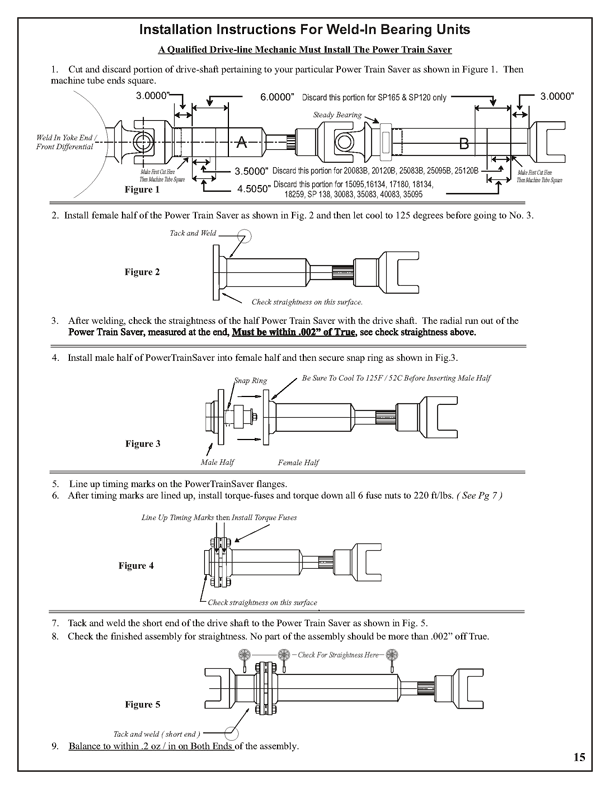 Installation Instructions For Weld-In Bearing Units
A Qualified Drive-line Mechanic Must Install The Power Train Saver
1. Cut and discard portion of drive-shaft pertaining to your particular Power Train Saver as shown in Figure 1. Then
machine tube ends square.
3.0000"
6.0000" Discard this portion for SP165 & SP120 only
3.0000"
Steady Bearing
Weld In Yoke End /
Front Differential
A
B
Make First Cut Here
Then Machine Tube Square
3.5000" Discard this portion for 20083B, 20120B, 25083B, 25095B, 25120B
Make First Cut Here
Then Machine Tube Square
Figure 1
4.5050" Discard this portion for 15095,16134, 17180, 18134,
18259, SP 138, 30083, 35083, 40083, 35095
2. Install female half of the Power Train Saver as shown in Fig. 2 and then let cool to 125 degrees before going to No. 3.
Tack and Weld
Figure 2
Check straightness on this surface.
3. After welding, check the straightness of the half Power Train Saver with the drive shaft. The radial run out of the
Power Train Saver, measured at the end, Must be within .002” of True, see check straightness above.
4. Install male half of PowerTrainSaver into female half and then secure snap ring as shown in Fig.3.
Snap Ring
Be Sure To Cool To 125F / 52C Before Inserting Male Half
Figure 3
Male Half
Female Half
5. Line up timing marks on the PowerTrainSaver flanges.
6. After timing marks are lined up, install torque-fuses and torque down all 6 fuse nuts to 220 ft/lbs. ( See Pg 7 )
Line Up Timing Marks then Install Torque Fuses
Figure 4
Check straightness on this surface
7. Tack and weld the short end of the drive shaft to the Power Train Saver as shown in Fig. 5.
8. Check the finished assembly for straightness. No part of the assembly should be more than .002” off True.
Check For Straightness Here
Figure 5
Tack and weld ( short end )
9. Balance to within .2 oz / in on Both Ends of the assembly.
15